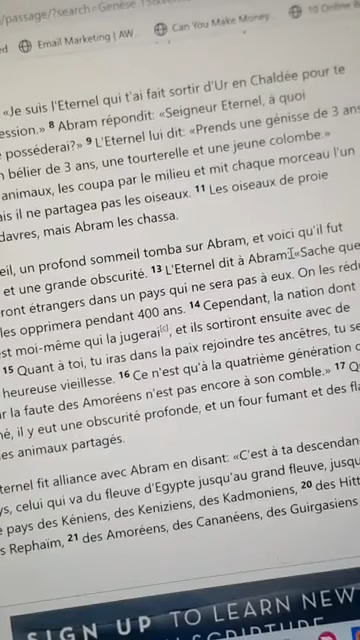 /passage/?search=Genèse
Email Marketing | AW... Can You Make Money... 10 Online B
«Je suis l'Eternel qui t'ai fait sortir d'Ur en Chaldée pour te
ession.» 8 Abram répondit: «Seigneur Eternel, à quoi
posséderai?» 9 L'Eternel lui dit: «Prends une génisse de 3 ans
bélier de 3 ans, une tourterelle et une jeune colombe.»
animaux, les coupa par le milieu et mit chaque morceau l'un
ais il ne partagea pas les oiseaux. 11 Les oiseaux de proie
davres, mais Abram les chassa.
eil, un profond sommeil tomba sur Abram, et voici qu'il fut
et une grande obscurité. 13 L'Eternel dit à Abram: «Sache que
ront étrangers dans un pays qui ne sera pas à eux. On les rédu
les opprimera pendant 400 ans. 14 Cependant, la nation dont
est moi-même qui la jugerai[c], et ils sortiront ensuite avec de
15 Quant à toi, tu iras dans la paix rejoindre tes ancêtres, tu se
heureuse vieillesse. 16 Ce n'est qu'à la quatrième génération
r la faute des Amoréens n'est pas encore à son comble.» 17 Q
hé, il y eut une obscurité profonde, et un four fumant et des fla
es animaux partagés.
ternel fit alliance avec Abram en disant: «C'est à ta descendan
ys, celui qui va du fleuve d'Egypte jusqu'au grand fleuve, jusqu
pays des Kéniens, des Keniziens, des Kadmoniens, 20 des Hitt
s Rephaïm, 21 des Amoréens, des Cananéens, des Guirgasiens
SIGN UP TO LEARN NEW
SCRIPTURE